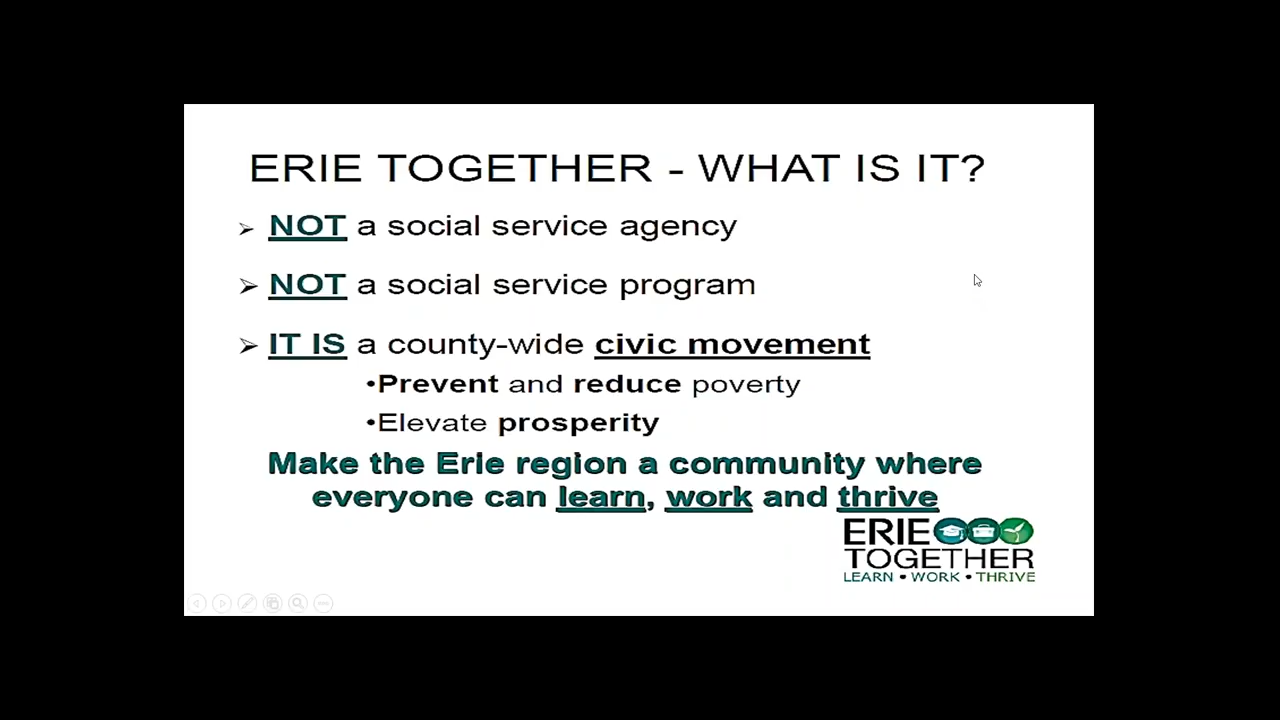 ERIE TOGETHER - WHAT IS IT?
➢ NOT a social service agency
➢ NOT a social service program
➢ IT IS a county-wide civic movement
•Prevent and reduce poverty
•Elevate prosperity
Make the Erie region a community where
everyone can learn, work and thrive
ERIE
TOGETHER
LEARN • WORK • THRIVE